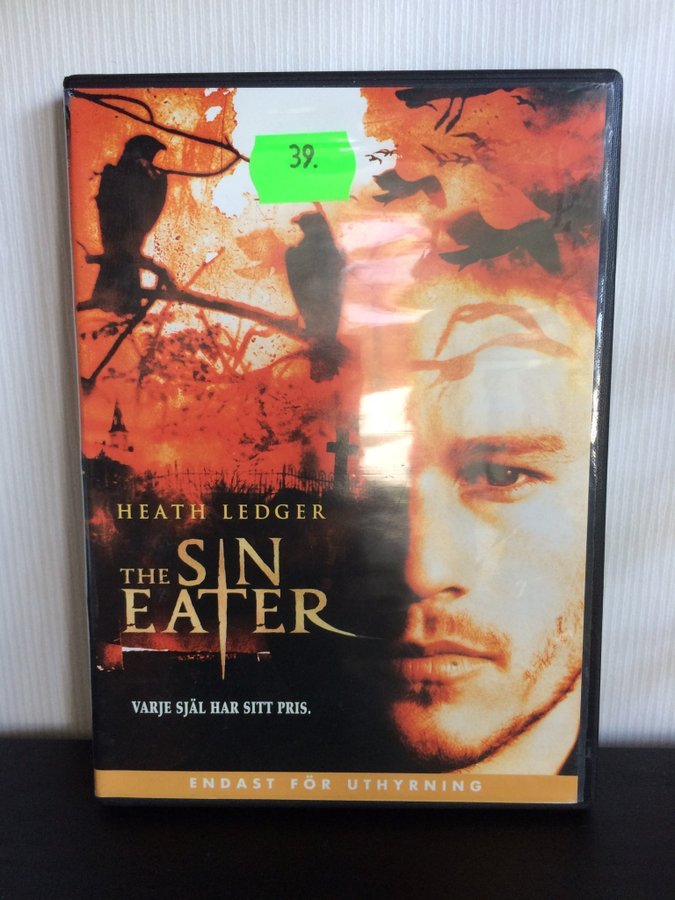 39.
HEATH LEDGER
THE SIN
EATER
VARJE SJÄL HAR SITT PRIS.
ENDAST FÖR UTHYRNING